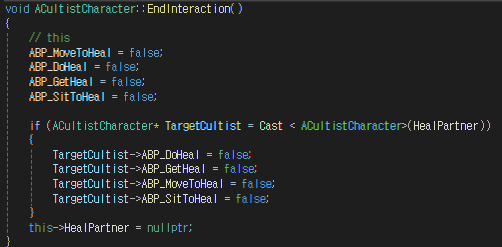 void ACultistCharacter::EndInteraction()
{
// this
ABP_MoveToHeal = false;
ABP_DoHeal = false;
ABP_GetHeal = false;
ABP_SitToHeal = false;
if (ACultistCharacter* TargetCultist = Cast < ACultistCharacter>(HealPartner))
{
TargetCultist->ABP_DoHeal = false;
TargetCultist->ABP_GetHeal = false;
TargetCultist->ABP_MoveToHeal = false;
TargetCultist->ABP_SitToHeal = false;
}
this->HealPartner = nullptr;
}